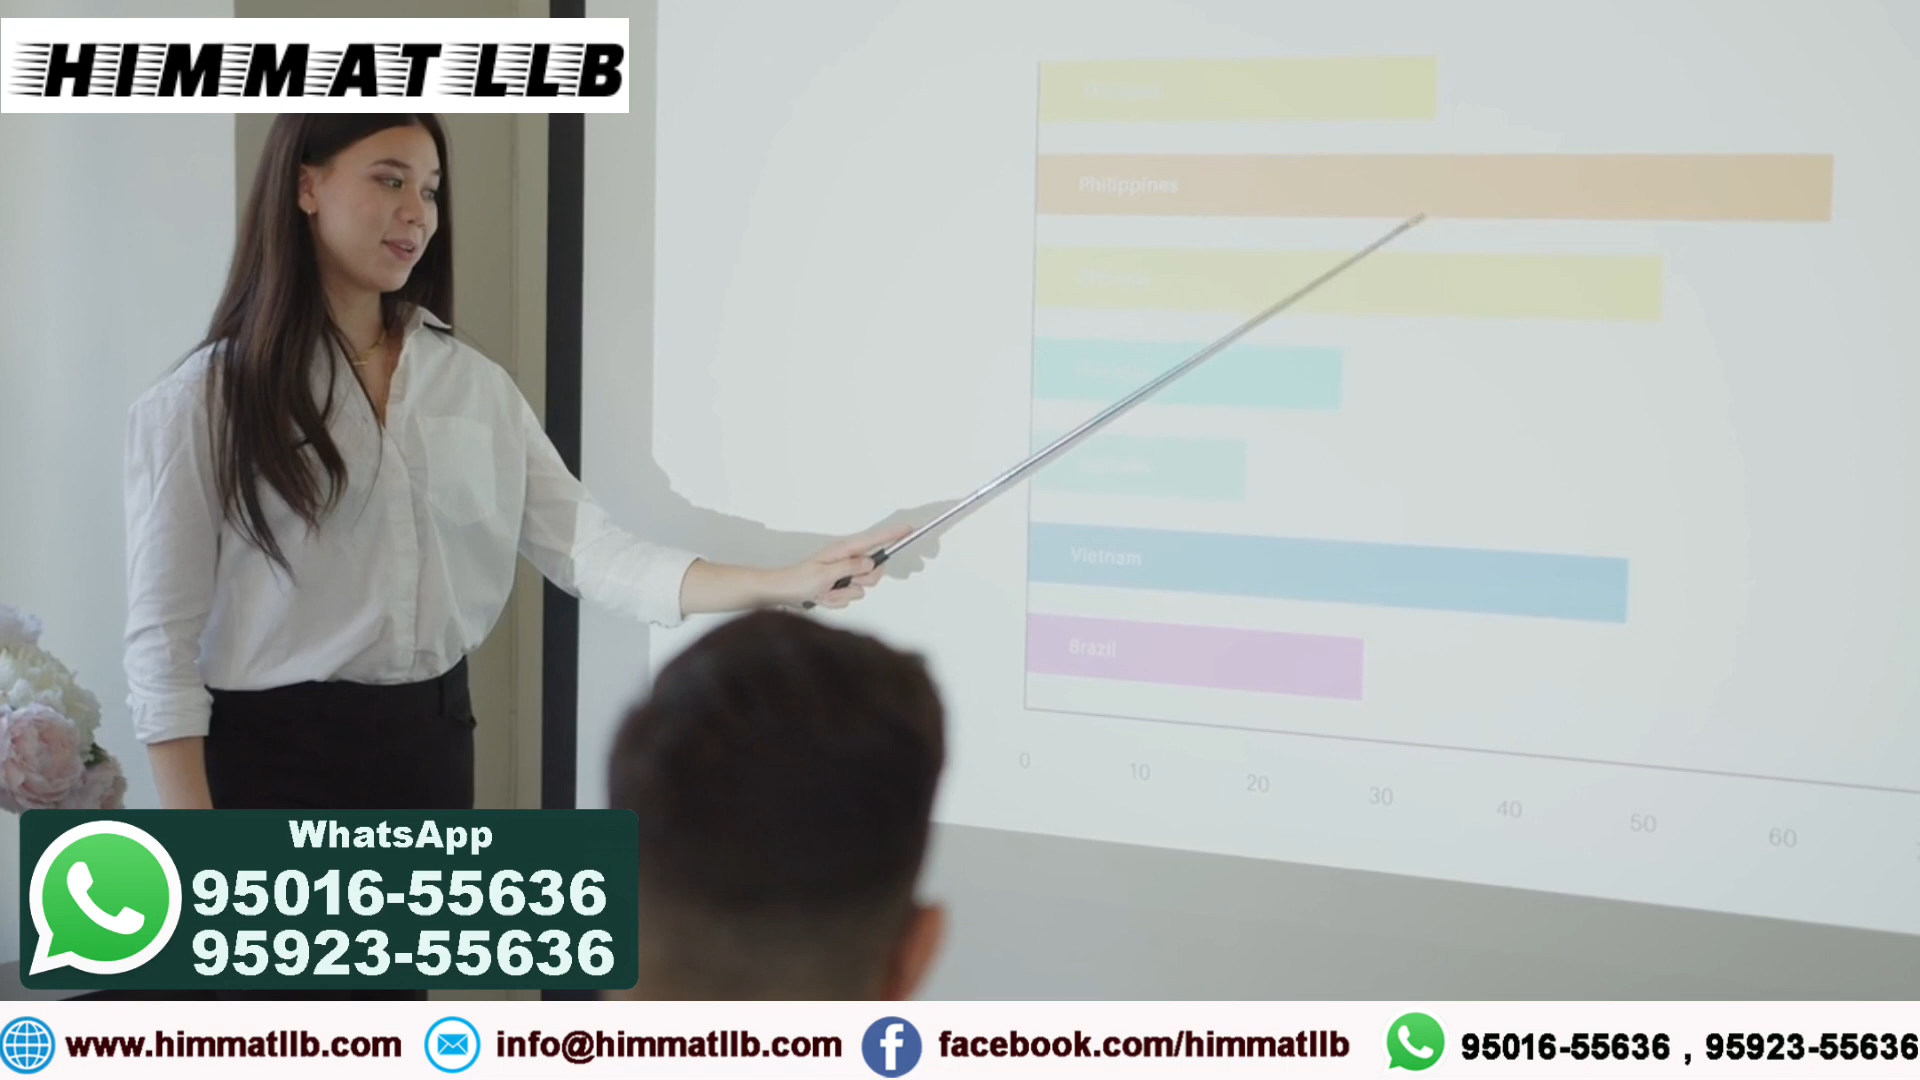 HIMMAT LLB
Philippines
Vietnam
Brazil
0 10 20 30 40 50 60
WhatsApp
95016-55636
95923-55636
www.himmatllb.com info@himmatllb.com facebook.com/himmatllb 95016-55636 , 95923-55636